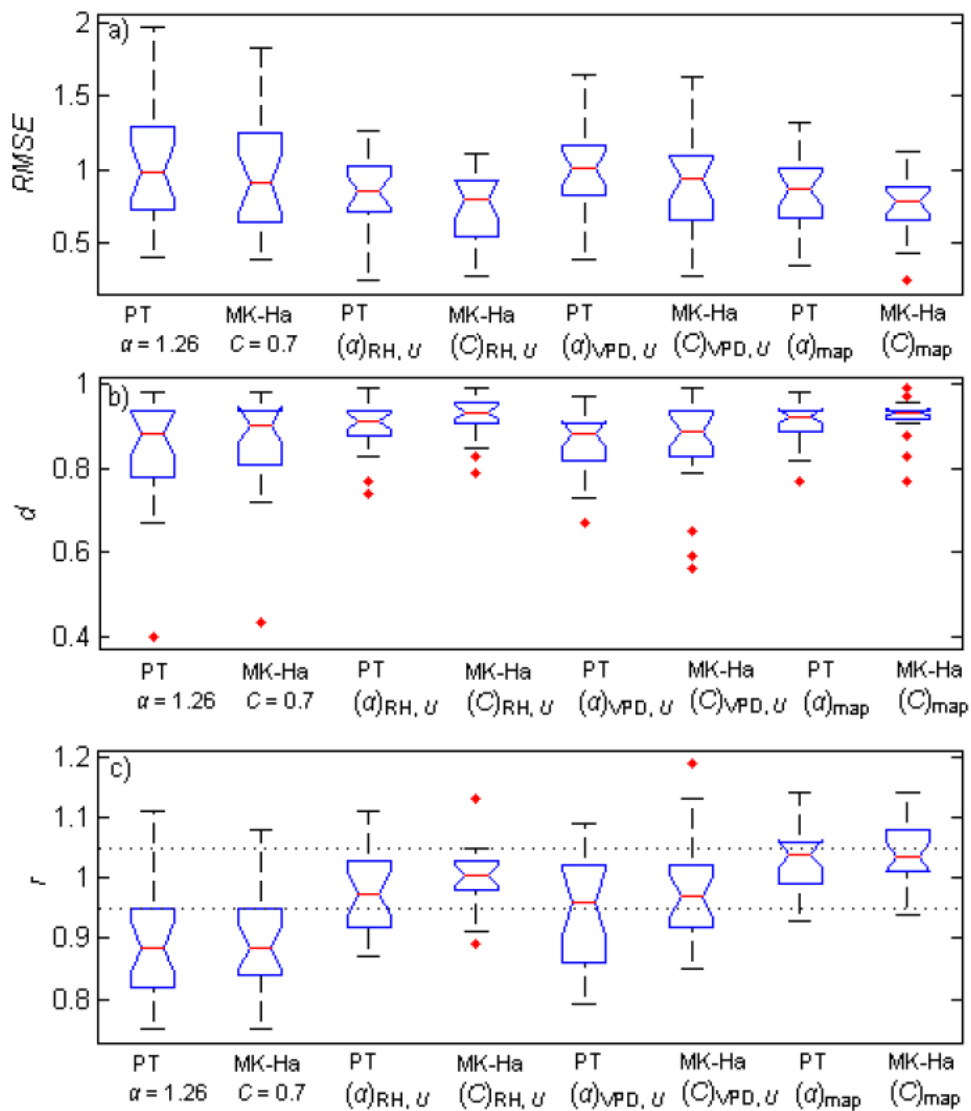 a)
RMSE
2
1.5
1
0.5
PT MK-Ha PT MK-Ha PT MK-Ha PT MK-Ha
α = 1.26 C = 0.7 (α)RH, U (C)RH, U (α)VPD, U (C)VPD, U (α)map (C)map
b)
d
1
0.8
0.6
0.4
PT MK-Ha PT MK-Ha PT MK-Ha PT MK-Ha
α = 1.26 C = 0.7 (α)RH, U (C)RH, U (α)VPD, U (C)VPD, U (α)map (C)map
c)
r
1.2
1.1
1
0.9
0.8
PT MK-Ha PT MK-Ha PT MK-Ha PT MK-Ha
α = 1.26 C = 0.7 (α)RH, U (C)RH, U (α)VPD, U (C)VPD, U (α)map (C)map